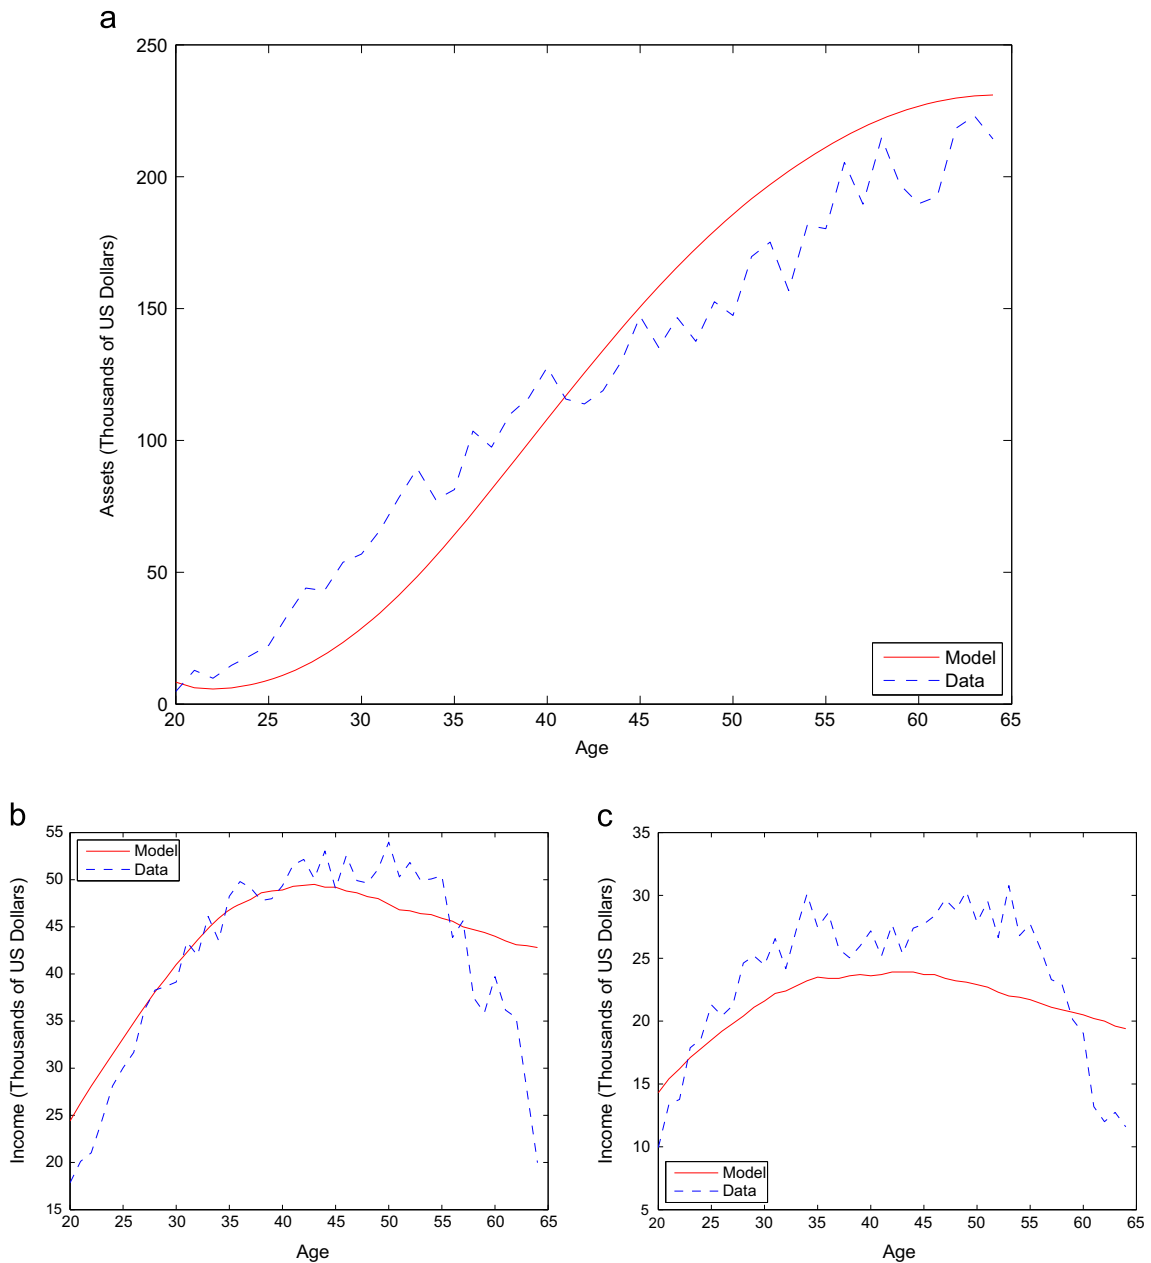 a
250
200
150
100
50
0
Assets (Thousands of US Dollars)
Model
Data
20 25 30 35 40 45 50 55 60 65
Age
b
55
50
45
40
35
30
25
20
15
Income (Thousands of US Dollars)
Model
Data
20 25 30 35 40 45 50 55 60 65
Age
c
35
30
25
20
15
10
5
Income (Thousands of US Dollars)
Model
Data
20 25 30 35 40 45 50 55 60 65
Age